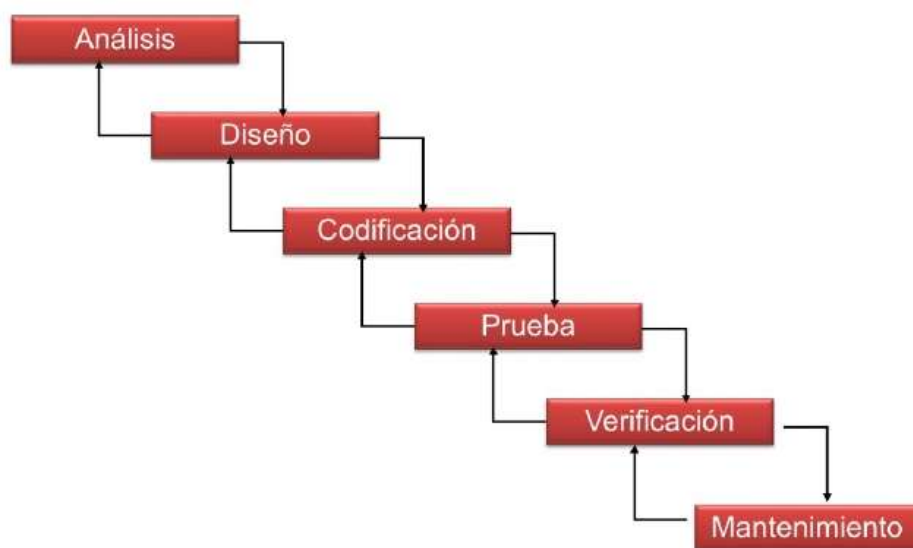 Análisis
Diseño
Codificación
Prueba
Verificación
Mantenimiento